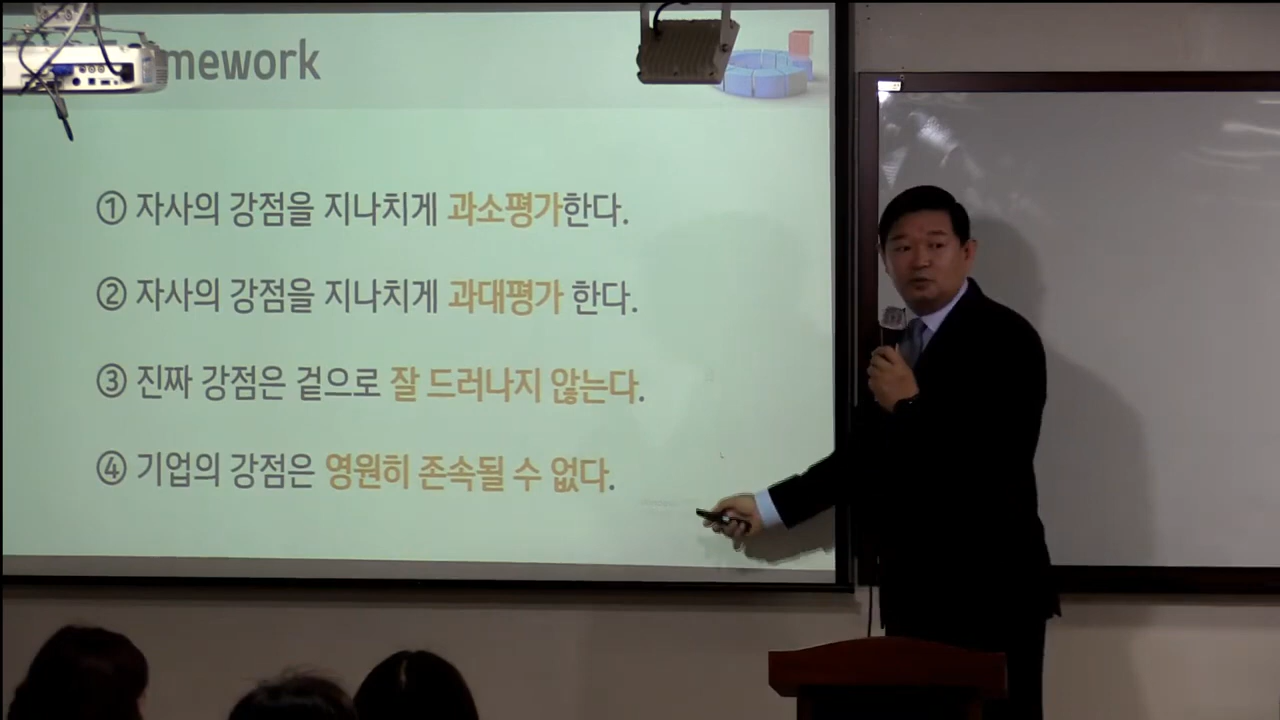 mework
① 자사의 강점을 지나치게 과소평가한다.
② 자사의 강점을 지나치게 과대평가 한다.
③ 진짜 강점은 겉으로 잘 드러나지 않는다.
④ 기업의 강점은 영원히 존속될 수 없다.